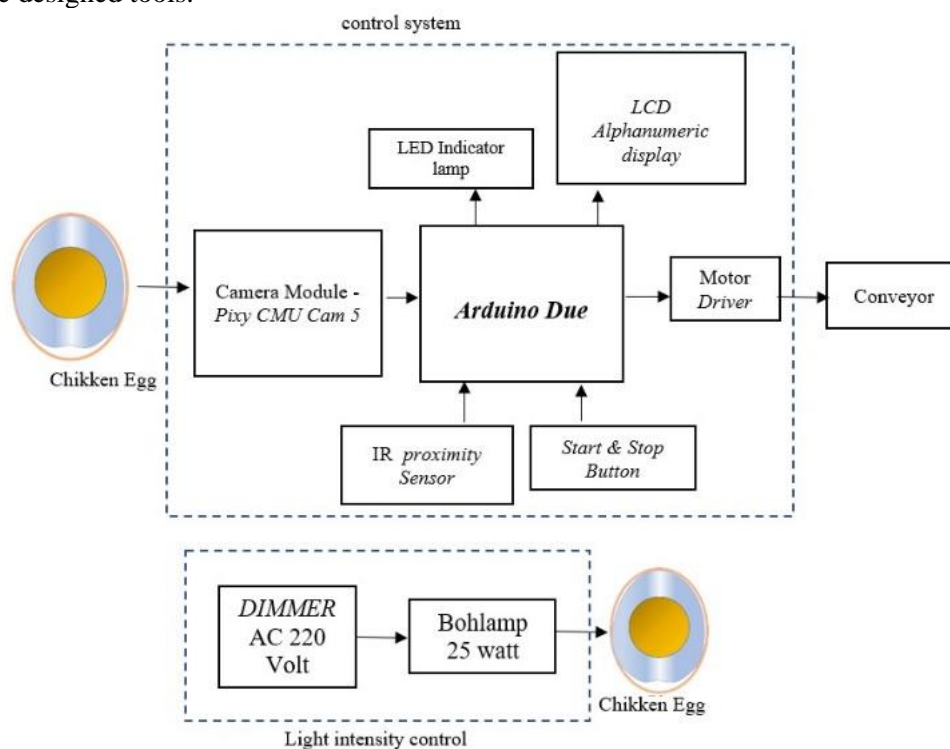 designed tools.
control system
LCD
Alphanumeric
display
LED Indicator
lamp
Camera Module -
Pixy CMU Cam 5
Arduino Due
Motor
Driver
Conveyor
Chikken Egg
IR proximity
Sensor
Start & Stop
Button
DIMMER
AC 220
Volt
Bohlamp
25 watt
Chikken Egg
Light intensity control